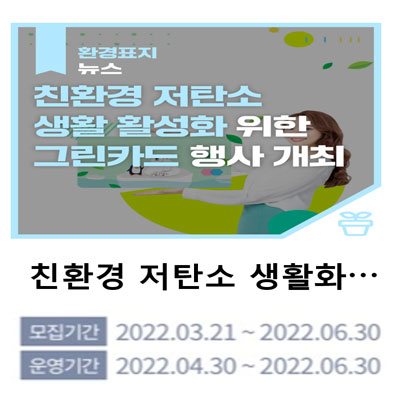 환경표지
뉴스
친환경 저탄소
생활 활성화 위한
그린카드 행사 개최
친환경 저탄소 생활화…
모집기간 2022.03.21 ~ 2022.06.30
운영기간 2022.04.30 ~ 2022.06.30